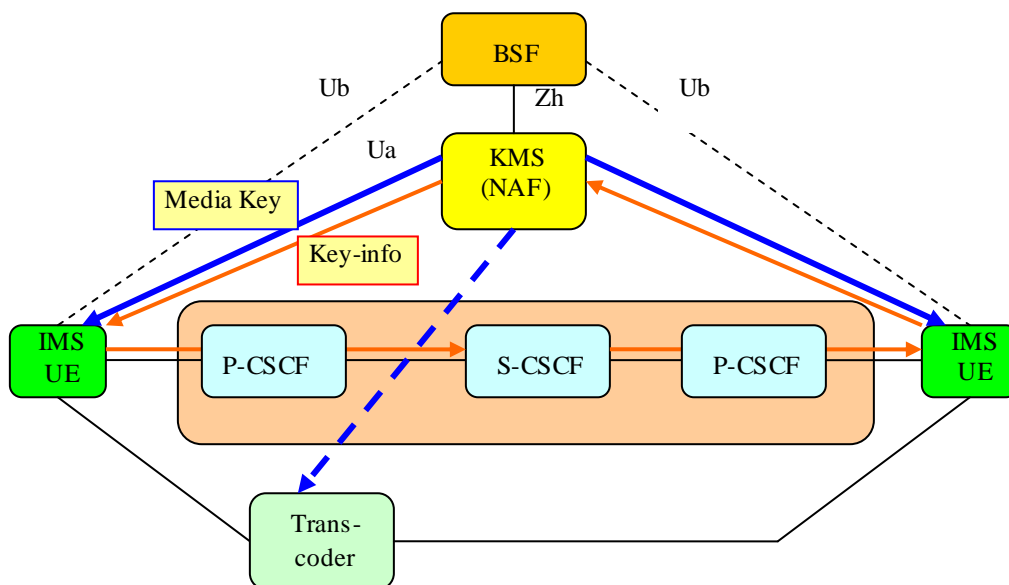 BSF
Ub
Ub
Zh
Ua
KMS
(NAF)
Media Key
Key-info
IMS
UE
P-CSCF
S-CSCF
P-CSCF
IMS
UE
Trans-
coder